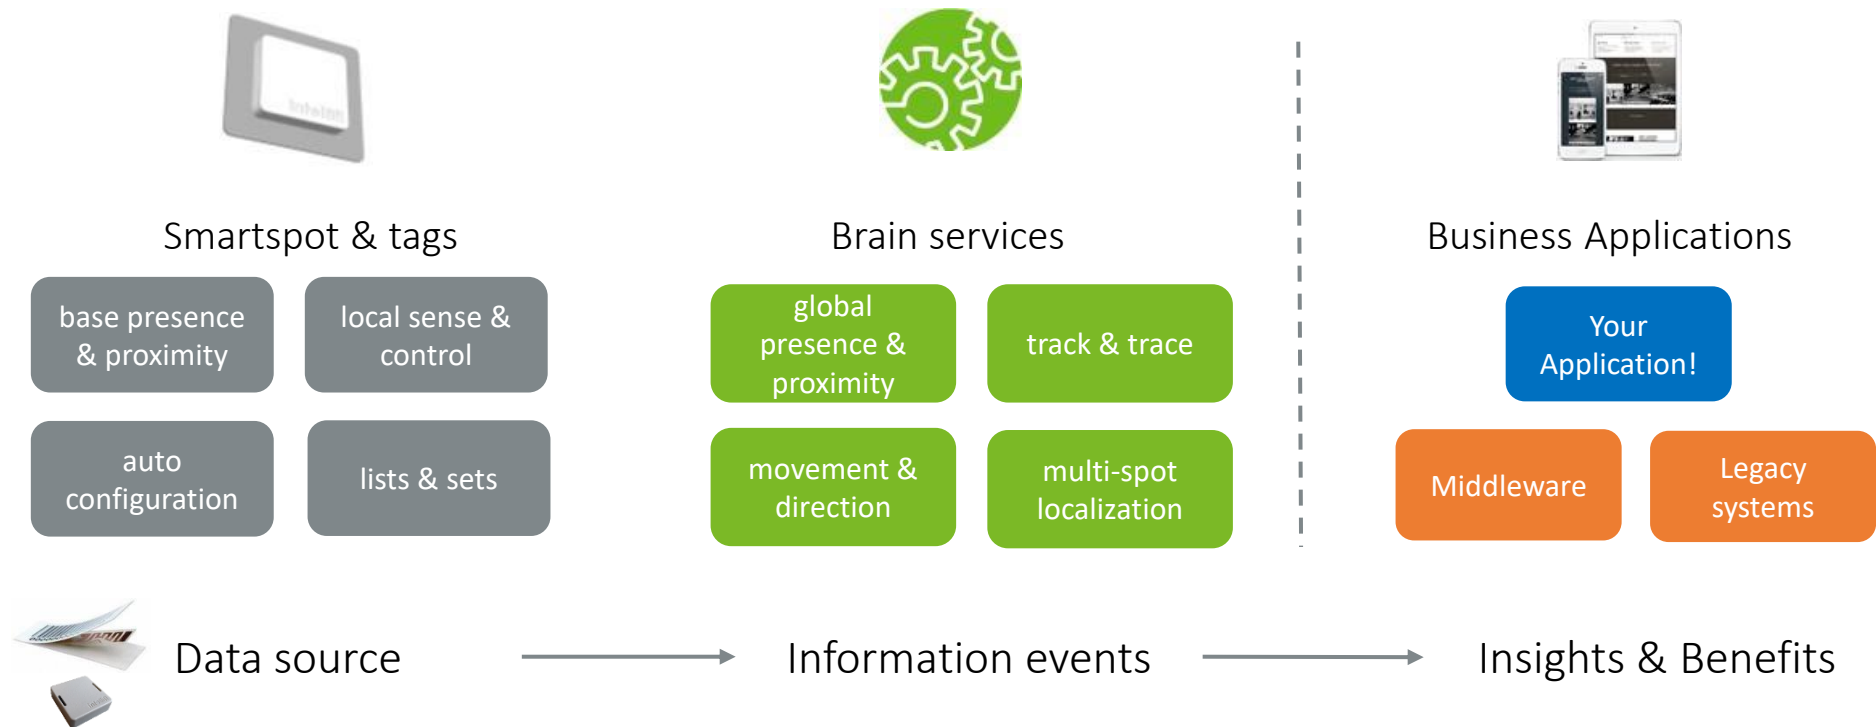 Smartspot & tags
base presence
& proximity
local sense &
control
auto
configuration
lists & sets
Brain services
global
presence &
proximity
track & trace
movement &
direction
multi-spot
localization
Business Applications
Your
Application!
Middleware
Legacy
systems
Data source
Information events
Insights & Benefits